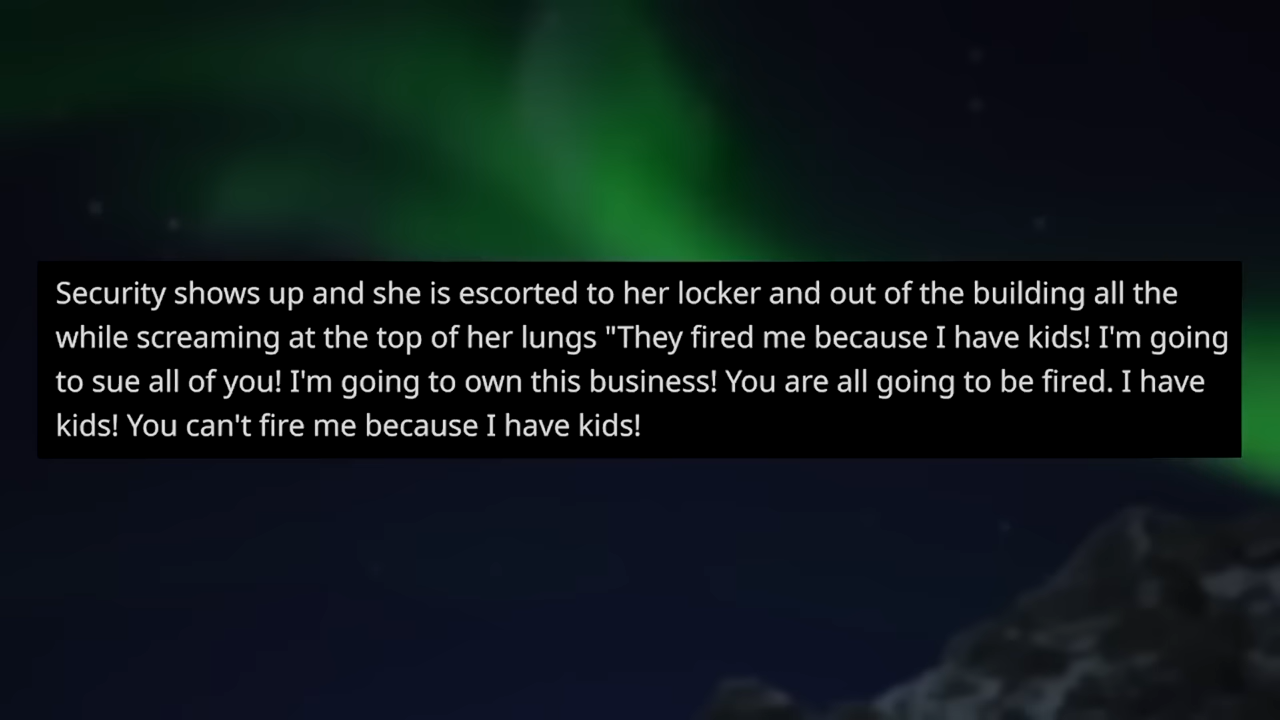 Security shows up and she is escorted to her locker and out of the building all the
while screaming at the top of her lungs "They fired me because I have kids! I'm going
to sue all of you! I'm going to own this business! You are all going to be fired. I have
kids! You can't fire me because I have kids!